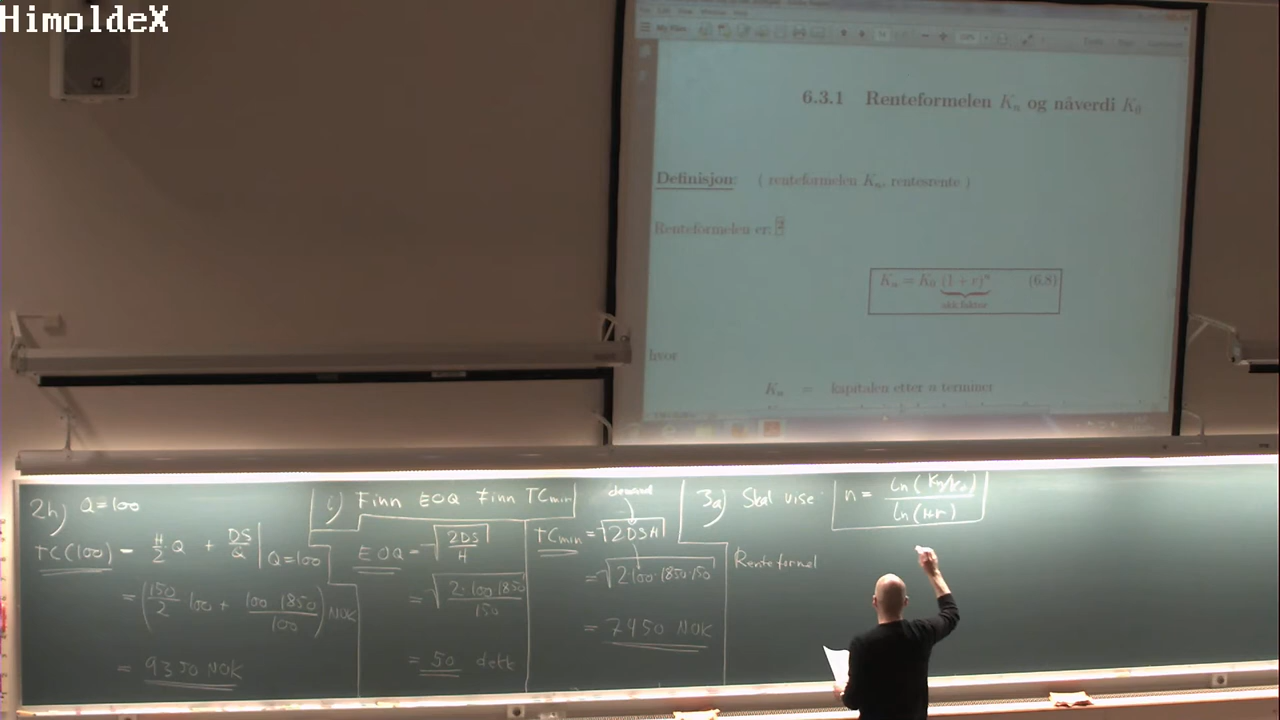 HimoldeX
6.3.1 Renteformelen Kₙ og nåverdi K₀
Definisjon: ( renteformelen Kₙ, rentesrente )
Renteformelen er:
Kₙ = K₀ (1 + r)ⁿ (6.8)
akk.faktor
hvor
Kₙ = kapitalen etter n terminer
2h) Q=100
TC(100) = H/2 · Q + DS/Q | Q=100
= (150/2 · 100 + 100·1850/100) NOK
= 9350 NOK
i) Finn EOQ Finn TCmin
EOQ = √(2DS/H)
= √(2·100·1850/150)
= 50 dekk
demand
TCmin = √(2DSH)
= √(2·100·1850·150)
= 7450 NOK
3a) Skal vise: n = ln(Kₙ/K₀) / ln(1+r)
Renteformel